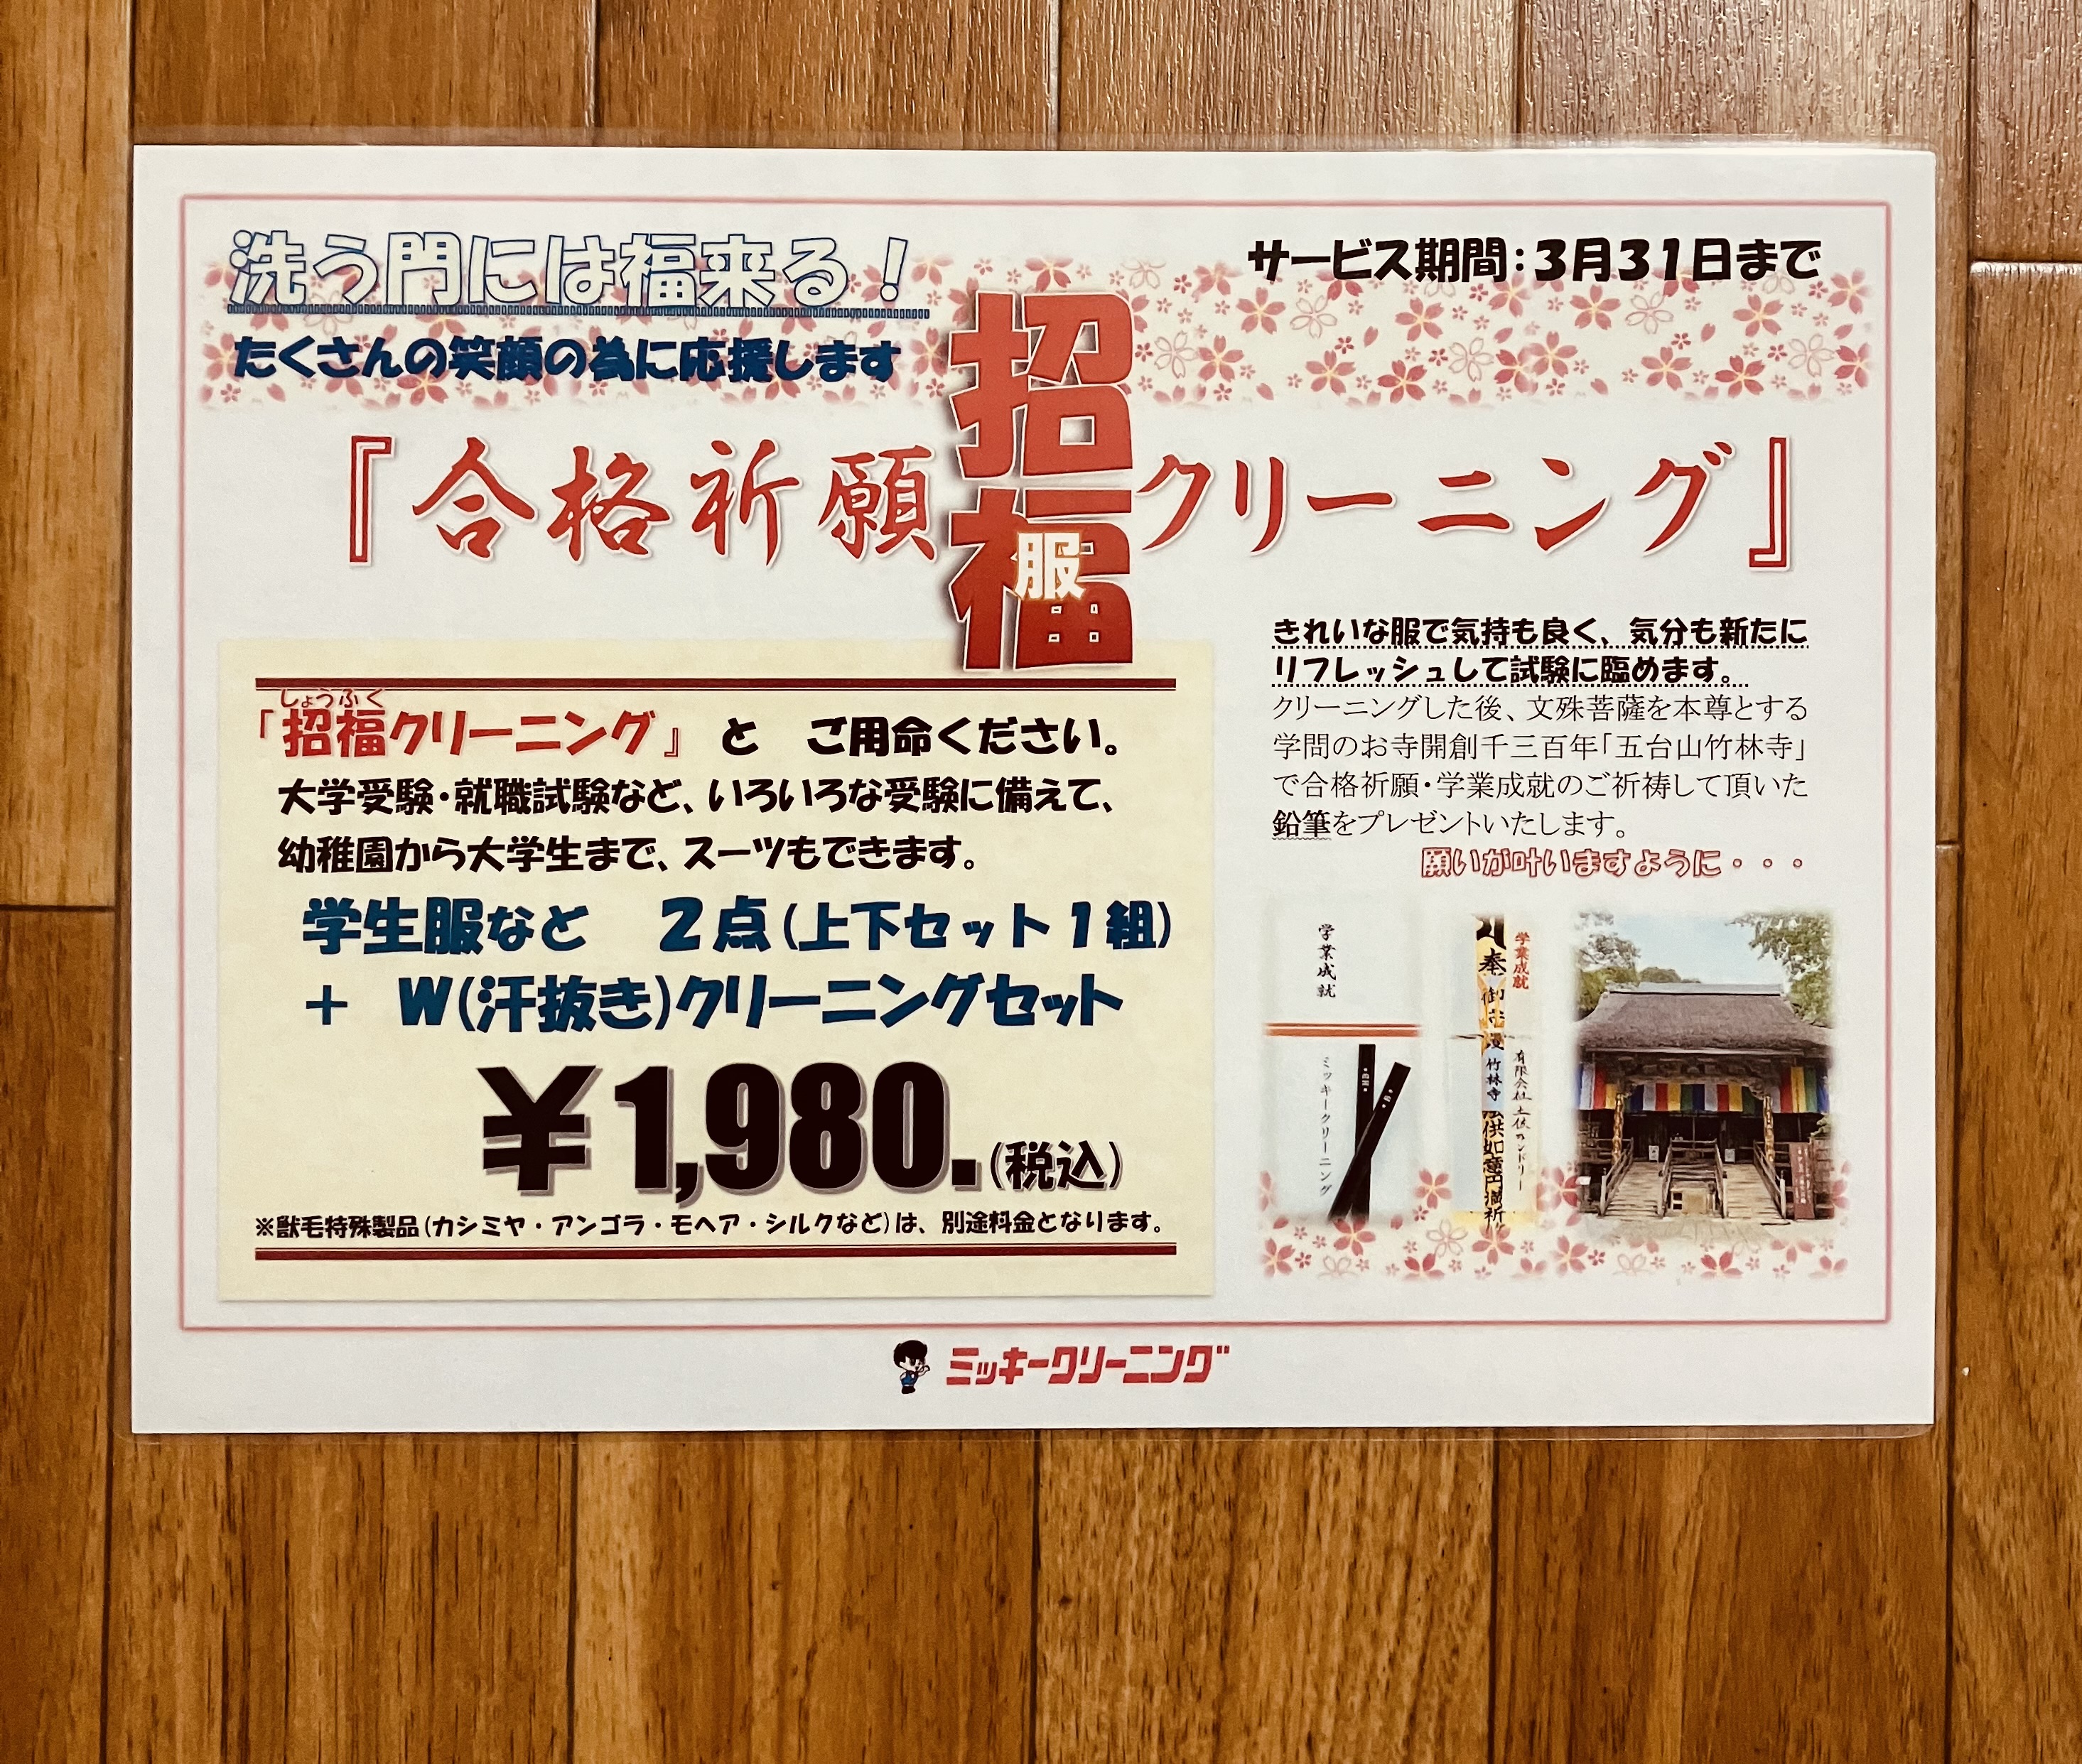 洗う門には福来る！
たくさんの笑顔の為に応援します
サービス期間：3月31日まで
『合格祈願招福クリーニング』
服
しょうふく
『招福クリーニング』と ご用命ください。
大学受験・就職試験など、いろいろな受験に備えて、
幼稚園から大学生まで、スーツもできます。
学生服など 2点(上下セット1組)
＋ W(汗抜き)クリーニングセット
¥1,980.(税込)
※獣毛特殊製品(カシミヤ・アンゴラ・モヘア・シルクなど)は、別途料金となります。
きれいな服で気持も良く、気分も新たに
リフレッシュして試験に臨めます。
クリーニングした後、文殊菩薩を本尊とする
学問のお寺開創千三百年「五台山竹林寺」
で合格祈願・学業成就のご祈祷して頂いた
鉛筆をプレゼントいたします。
願いが叶いますように・・・
学業成就
ミッキークリーニング
学業成就
奉
竹林寺
供如意円満祈
ミッキークリーニング